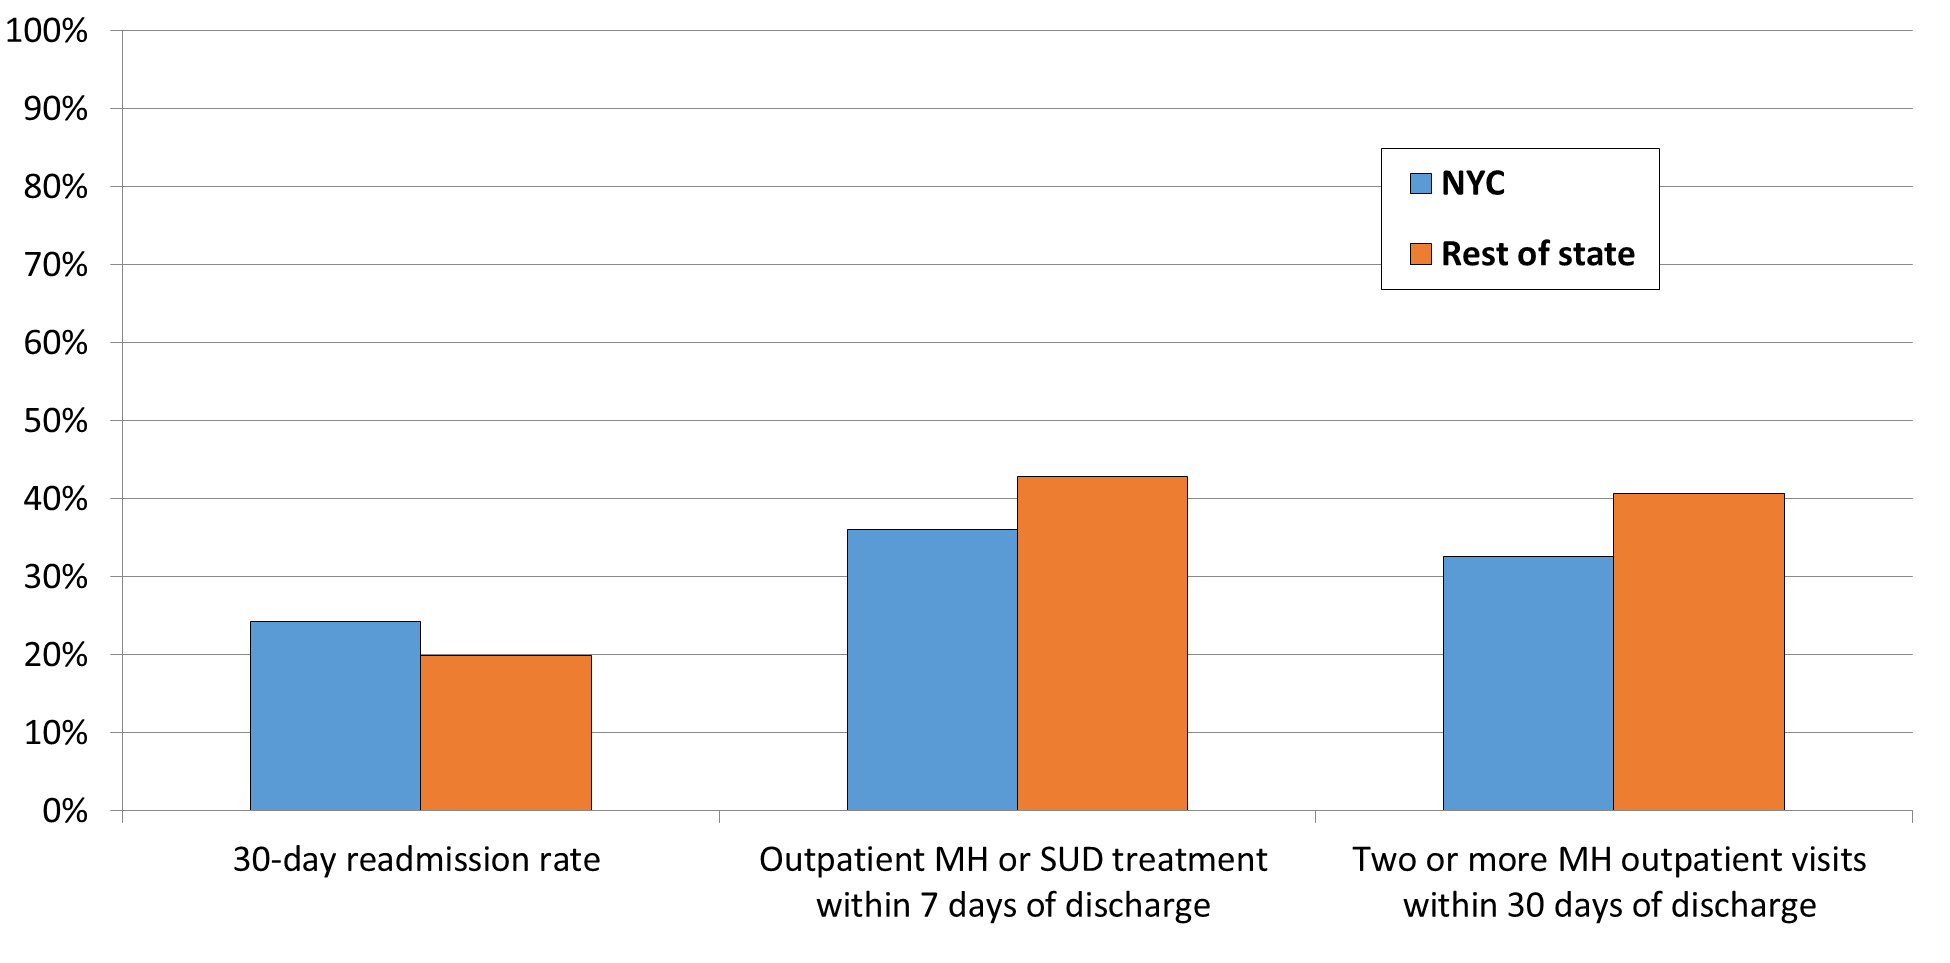 100%
90%
80%
70%
60%
50%
40%
30%
20%
10%
0%
NYC
Rest of state
30-day readmission rate
Outpatient MH or SUD treatment
within 7 days of discharge
Two or more MH outpatient visits
within 30 days of discharge